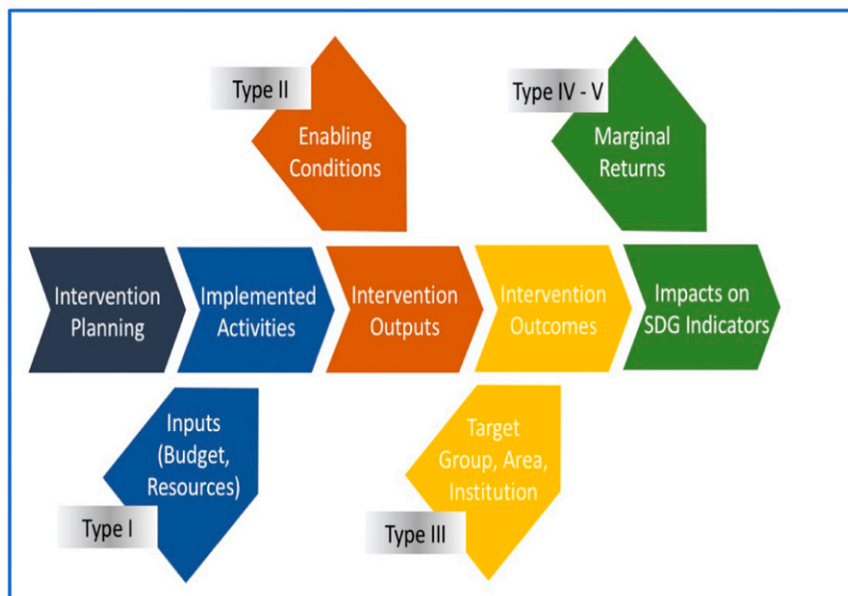 Type II
Enabling
Conditions
Type IV - V
Marginal
Returns
Intervention
Planning
Implemented
Activities
Intervention
Outputs
Intervention
Outcomes
Impacts on
SDG Indicators
Inputs
(Budget,
Resources)
Type I
Target
Group, Area,
Institution
Type III